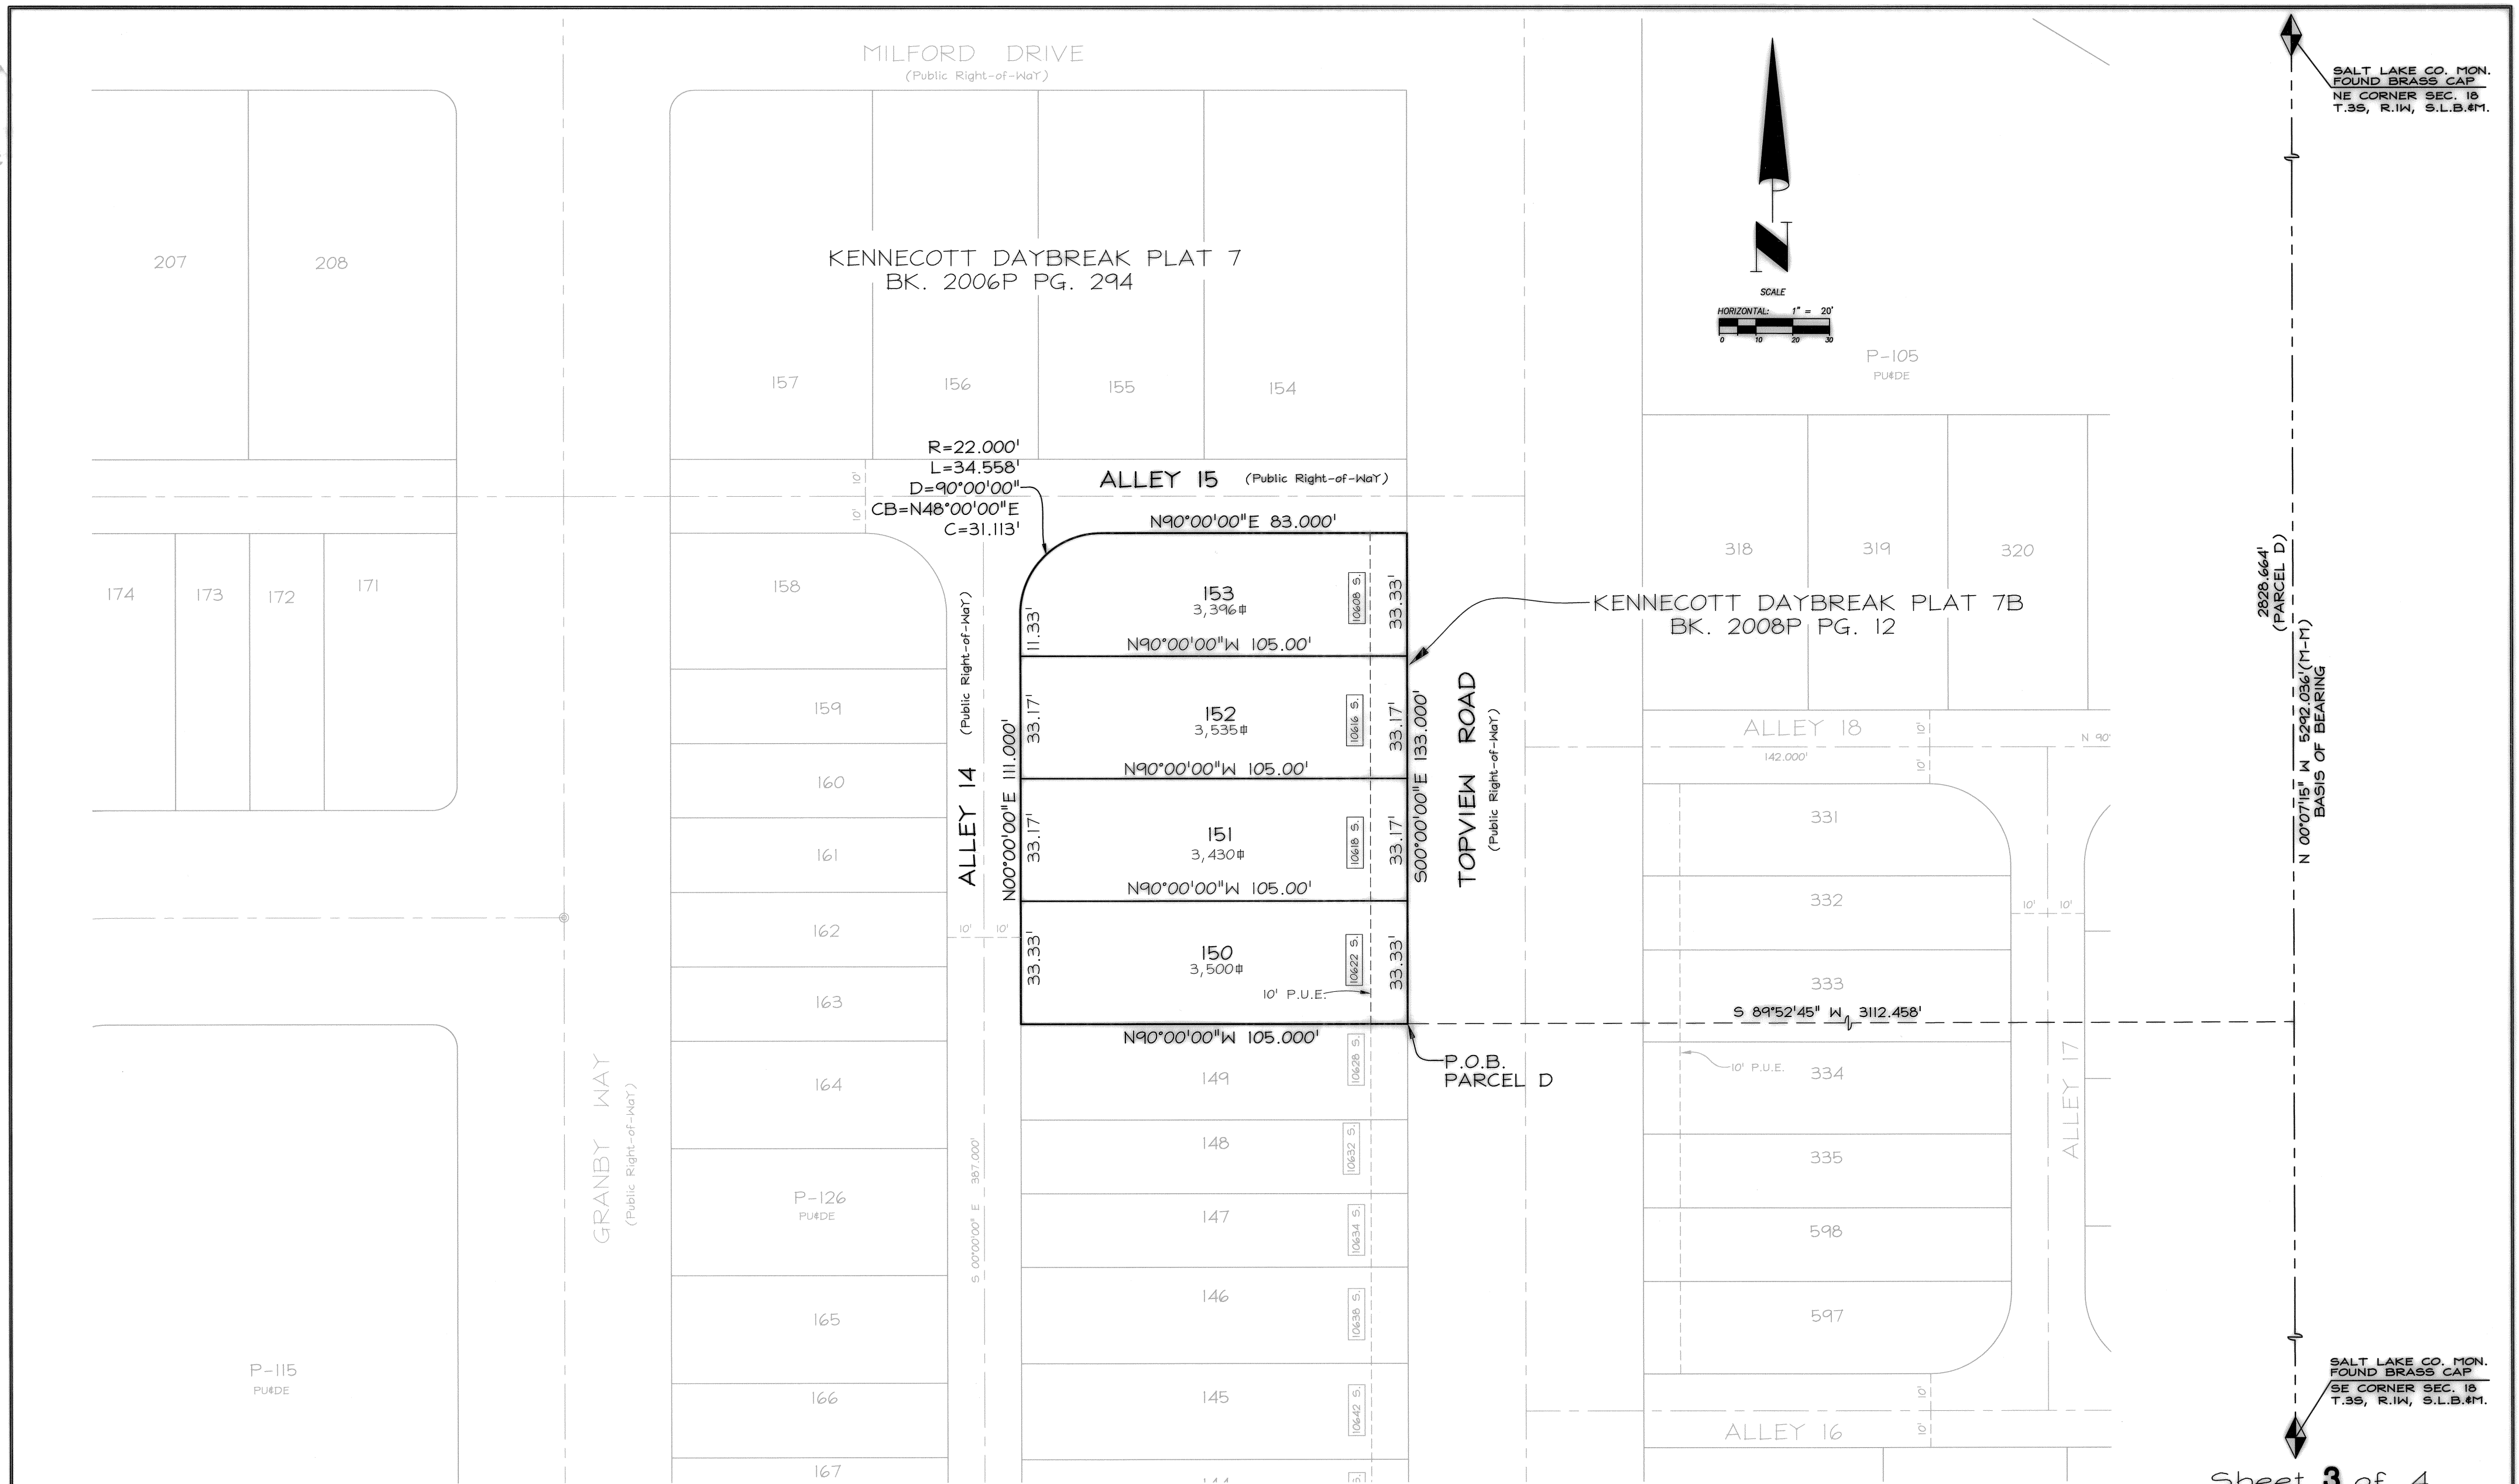 MILFORD DRIVE
(Public Right-of-Way)
SALT LAKE CO. MON.
FOUND BRASS CAP
NE CORNER SEC. 18
T.3S, R.1W, S.L.B.&M.
207
208
KENNECOTT DAYBREAK PLAT 7
BK. 2006P PG. 294
N
SCALE
HORIZONTAL: 1" = 20'
0 10 20 30
P-105
PU&DE
157
156
155
154
R=22.000'
L=34.558'
D=90°00'00"
CB=N48°00'00"E
C=31.113'
10'
10'
ALLEY 15 (Public Right-of-Way)
N90°00'00"E 83.000'
174
173
172
171
158
159
160
161
162
163
164
P-126
PU&DE
165
166
167
ALLEY 14 (Public Right-of-Way)
10' 10'
S 00°00'00" E 387.000'
N00°00'00"E 111.000'
11.33'
153
3,396
10608 S.
33.33'
N90°00'00"W 105.00'
33.17'
152
3,535
10616 S.
33.17'
N90°00'00"W 105.00'
33.17'
151
3,430
10618 S.
33.17'
N90°00'00"W 105.00'
33.33'
150
3,500
10622 S.
33.33'
10' P.U.E.
N90°00'00"W 105.000'
S00°00'00"E 133.000'
TOPVIEW ROAD
(Public Right-of-Way)
KENNECOTT DAYBREAK PLAT 7B
BK. 2008P PG. 12
P.O.B.
PARCEL D
149
10628 S.
148
10632 S.
147
10634 S.
146
10638 S.
145
10642 S.
GRANBY WAY
(Public Right-of-Way)
P-115
PU&DE
318
319
320
ALLEY 18
142.000'
10'
10'
N 90°
331
332
333
S 89°52'45" W 3112.458'
10' P.U.E.
334
335
598
597
10' 10'
ALLEY 17
ALLEY 16
10'
10'
2828.664'
(PARCEL D)
N 00°07'15" W 5292.036'(M-M)
BASIS OF BEARING
SALT LAKE CO. MON.
FOUND BRASS CAP
SE CORNER SEC. 18
T.3S, R.1W, S.L.B.&M.
Sheet 3 of 4